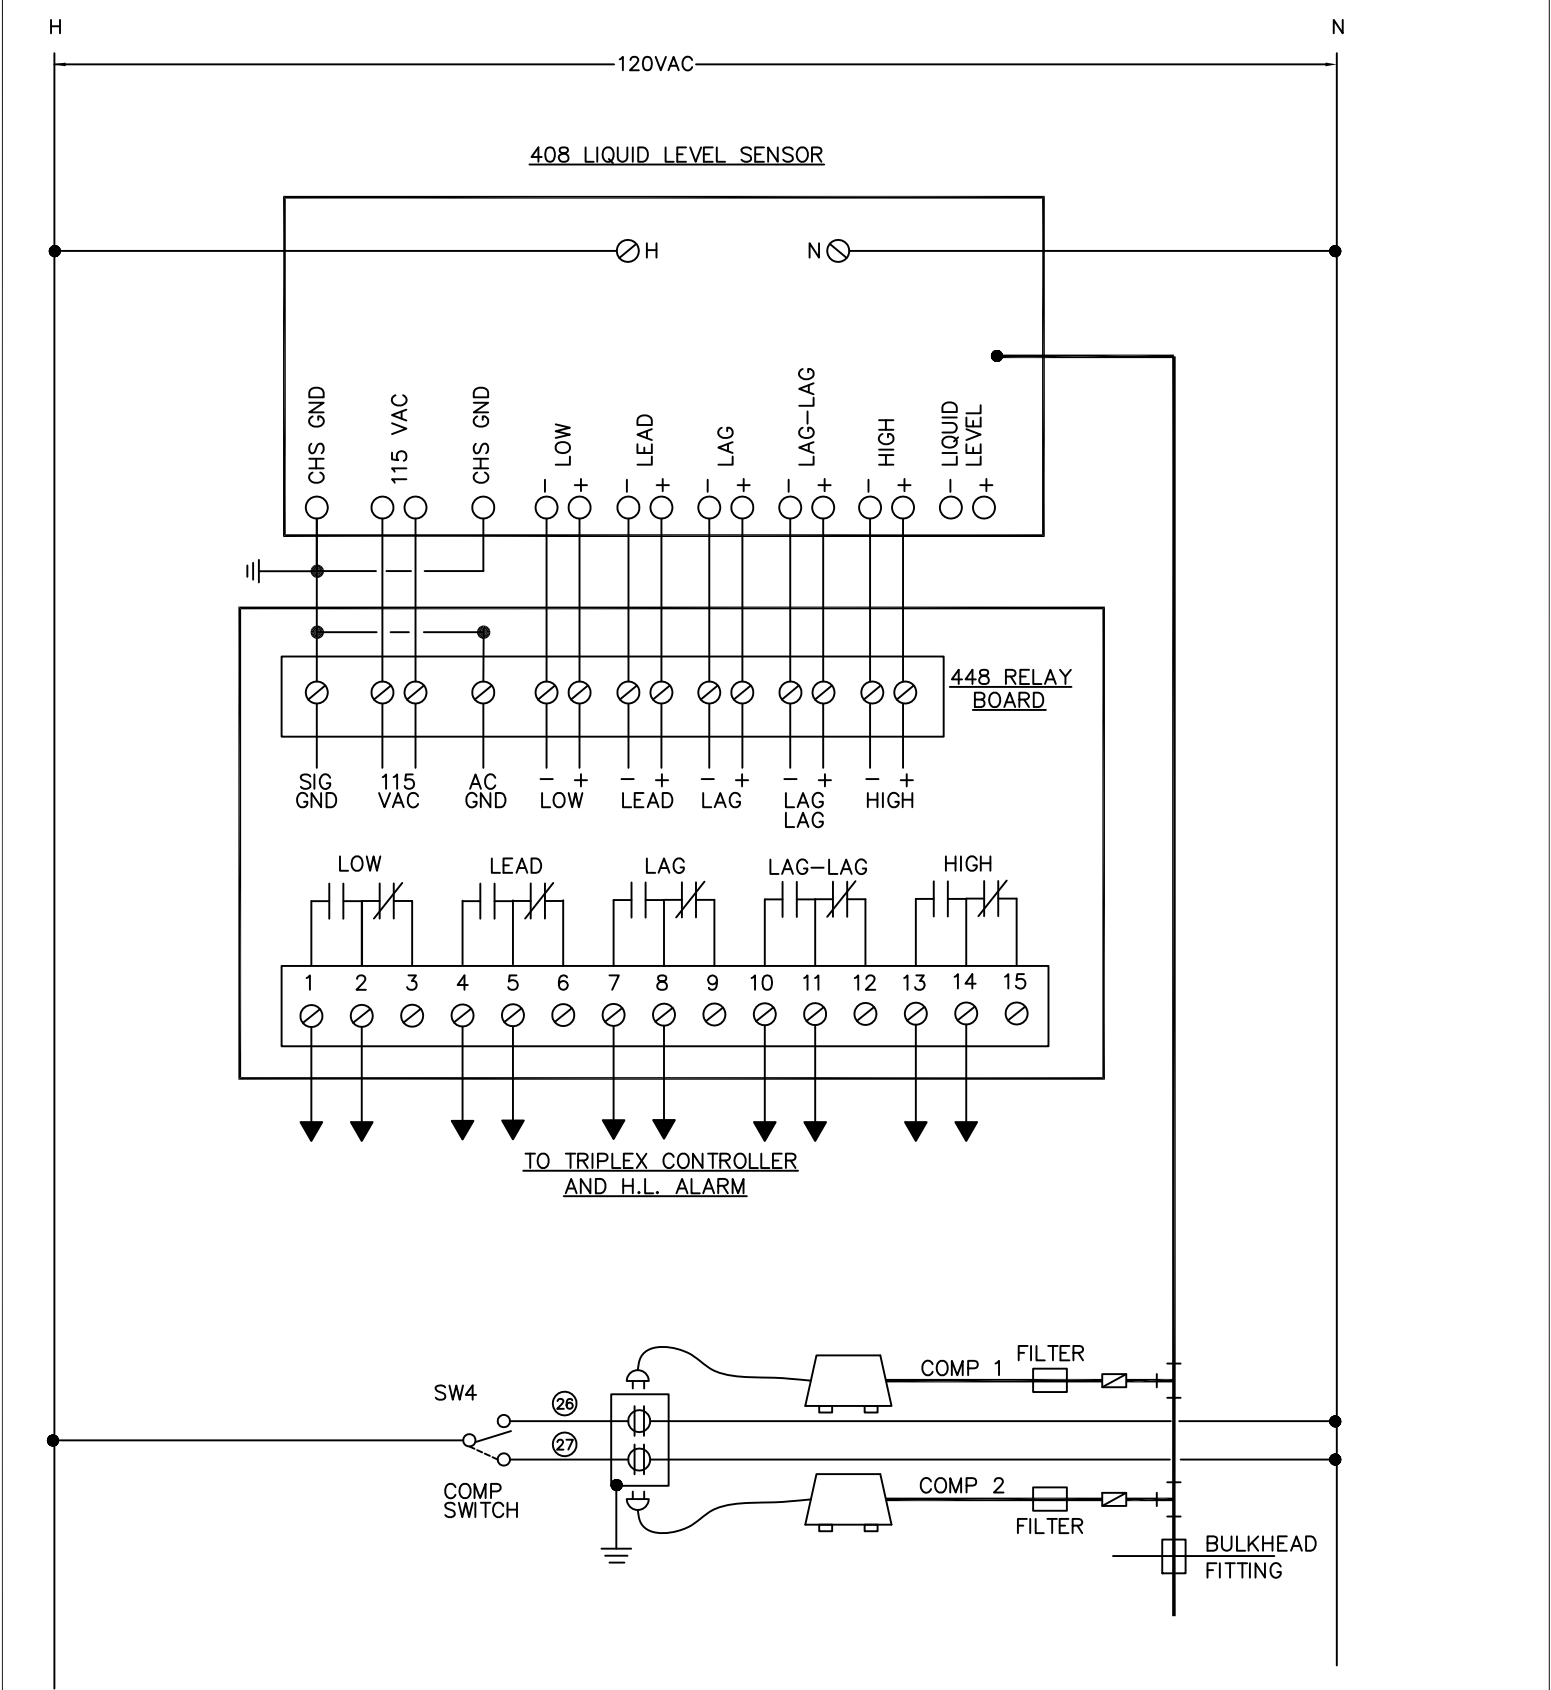 H
N
120VAC
408 LIQUID LEVEL SENSOR
H
N
CHS GND
115 VAC
CHS GND
LOW
LEAD
LAG
LAG-LAG
HIGH
LIQUID
LEVEL
- + - + - + - + - + - +
448 RELAY
BOARD
SIG
GND
115
VAC
AC
GND
- +
LOW
- +
LEAD
- +
LAG
- +
LAG
LAG
- +
HIGH
LOW
LEAD
LAG
LAG-LAG
HIGH
1 2 3 4 5 6 7 8 9 10 11 12 13 14 15
TO TRIPLEX CONTROLLER
AND H.L. ALARM
SW4
26
27
COMP
SWITCH
COMP 1
FILTER
COMP 2
FILTER
BULKHEAD
FITTING